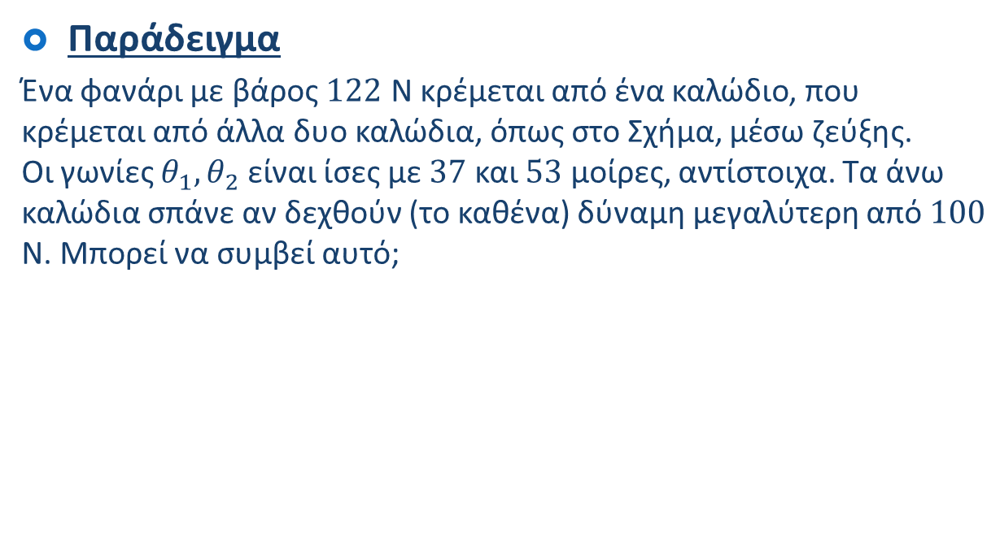 Παράδειγμα
Ένα φανάρι με βάρος 122 Ν κρέμεται από ένα καλώδιο, που
κρέμεται από άλλα δυο καλώδια, όπως στο Σχήμα, μέσω ζεύξης.
Οι γωνίες 𝜃₁, 𝜃₂ είναι ίσες με 37 και 53 μοίρες, αντίστοιχα. Τα άνω
καλώδια σπάνε αν δεχθούν (το καθένα) δύναμη μεγαλύτερη από 100
Ν. Μπορεί να συμβεί αυτό;